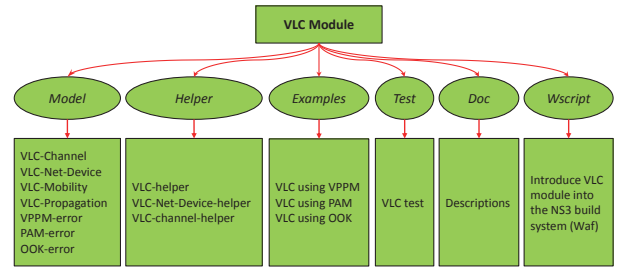 VLC Module
Model
Helper
Examples
Test
Doc
Wscript
VLC-Channel
VLC-Net-Device
VLC-Mobility
VLC-Propagation
VPPM-error
PAM-error
OOK-error
VLC-helper
VLC-Net-Device-helper
VLC-channel-helper
VLC using VPPM
VLC using PAM
VLC using OOK
VLC test
Descriptions
Introduce VLC
module into
the NS3 build
system (Waf)